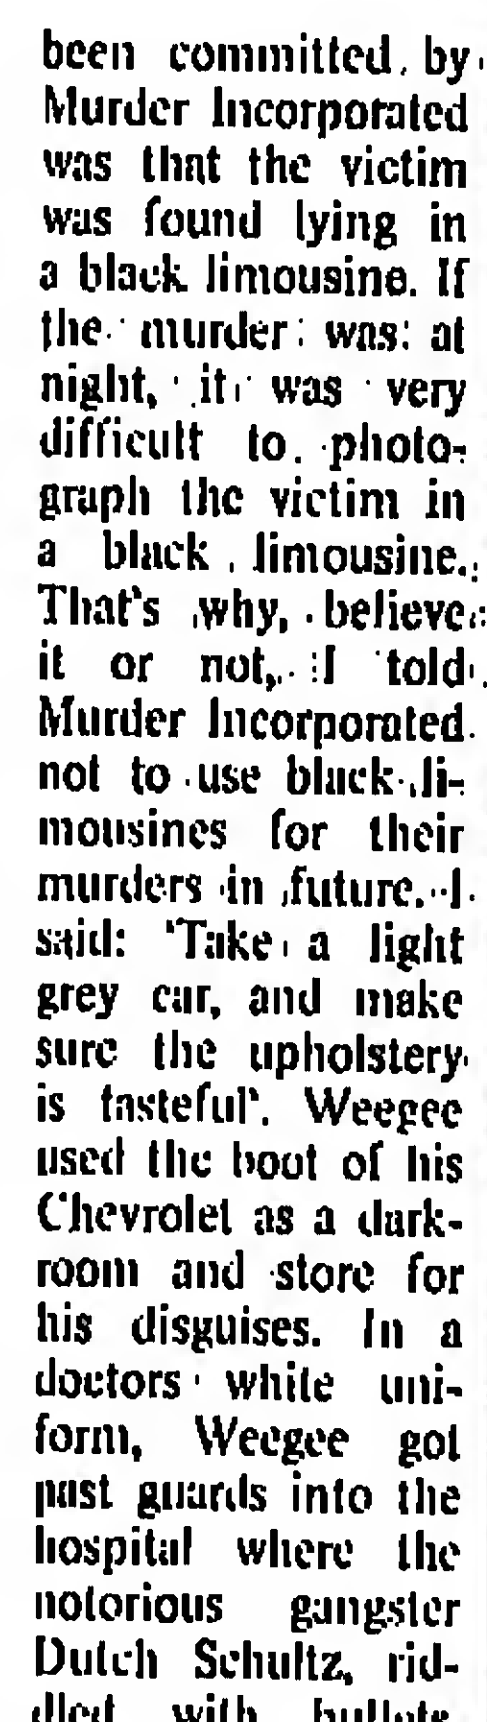 been committed by
Murder Incorporated
was that the victim
was found lying in
a black limousine. If
the murder was at
night, it was very
difficult to photo-
graph the victim in
a black limousine.
That's why, believe
it or not, I told
Murder Incorporated
not to use black li-
mousines for their
murders in future. I
said: 'Take a light
grey car, and make
sure the upholstery
is tasteful'. Weegee
used the boot of his
Chevrolet as a dark-
room and store for
his disguises. In a
doctors white uni-
form, Weegee got
past guards into the
hospital where the
notorious gangster
Dutch Schultz, rid-
dled with bullets